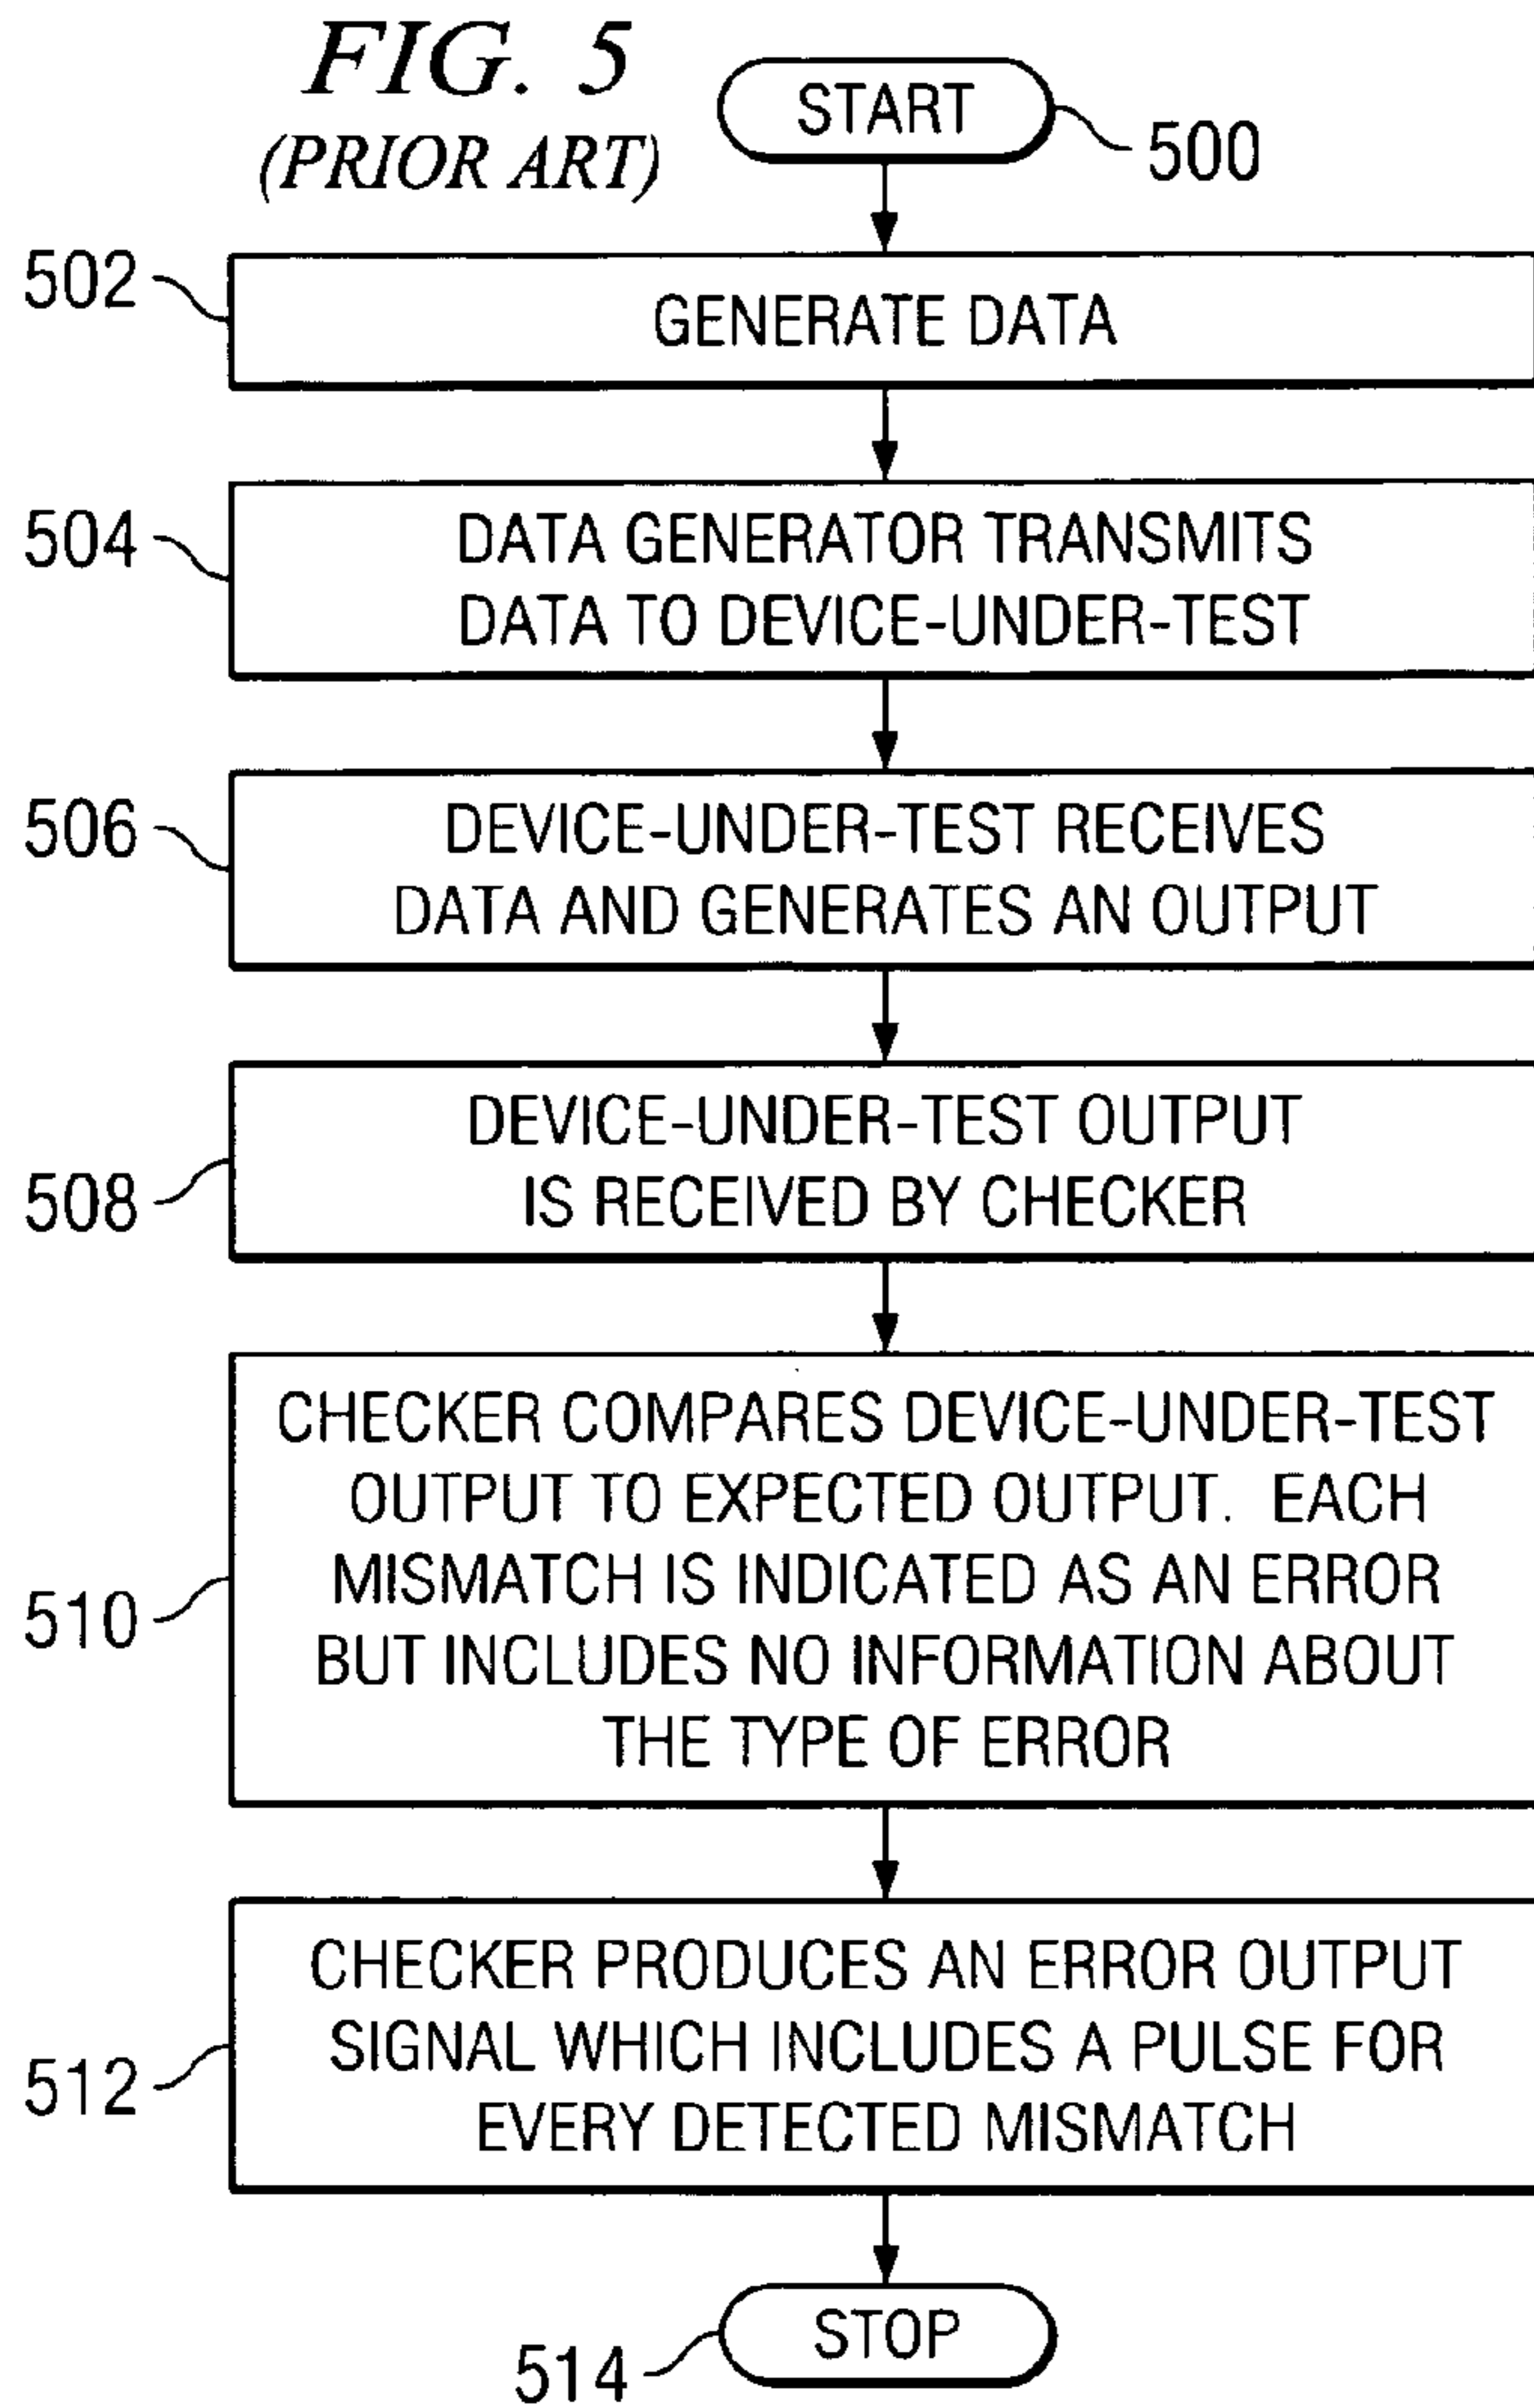 FIG. 5
(PRIOR ART)
START
500
502
GENERATE DATA
504
DATA GENERATOR TRANSMITS
DATA TO DEVICE-UNDER-TEST
506
DEVICE-UNDER-TEST RECEIVES
DATA AND GENERATES AN OUTPUT
508
DEVICE-UNDER-TEST OUTPUT
IS RECEIVED BY CHECKER
510
CHECKER COMPARES DEVICE-UNDER-TEST
OUTPUT TO EXPECTED OUTPUT. EACH
MISMATCH IS INDICATED AS AN ERROR
BUT INCLUDES NO INFORMATION ABOUT
THE TYPE OF ERROR
512
CHECKER PRODUCES AN ERROR OUTPUT
SIGNAL WHICH INCLUDES A PULSE FOR
EVERY DETECTED MISMATCH
STOP
514